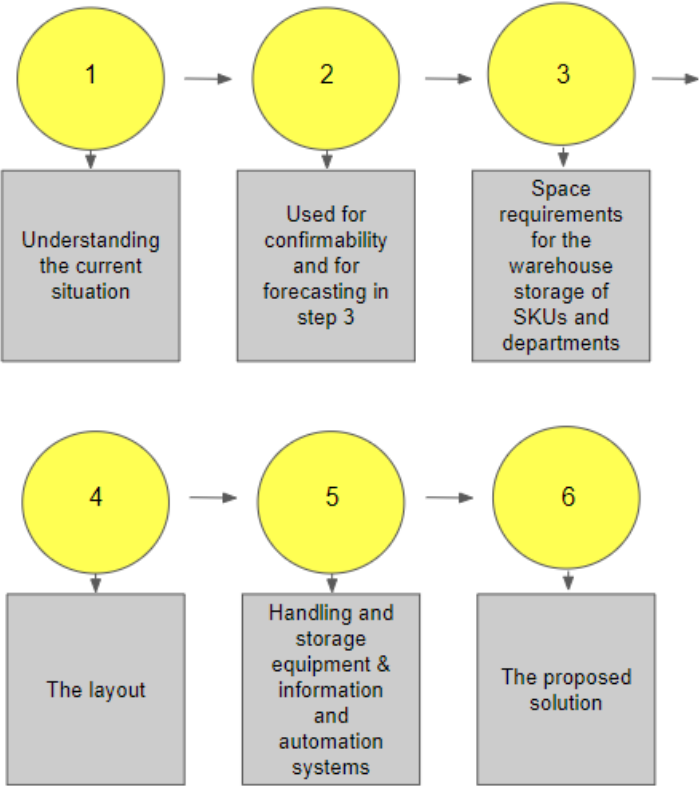 1
2
3
Understanding
the current
situation
Used for
confirmability
and for
forecasting in
step 3
Space
requirements
for the
warehouse
storage of
SKUs and
departments
4
5
6
The layout
Handling and
storage
equipment &
information
and
automation
systems
The proposed
solution